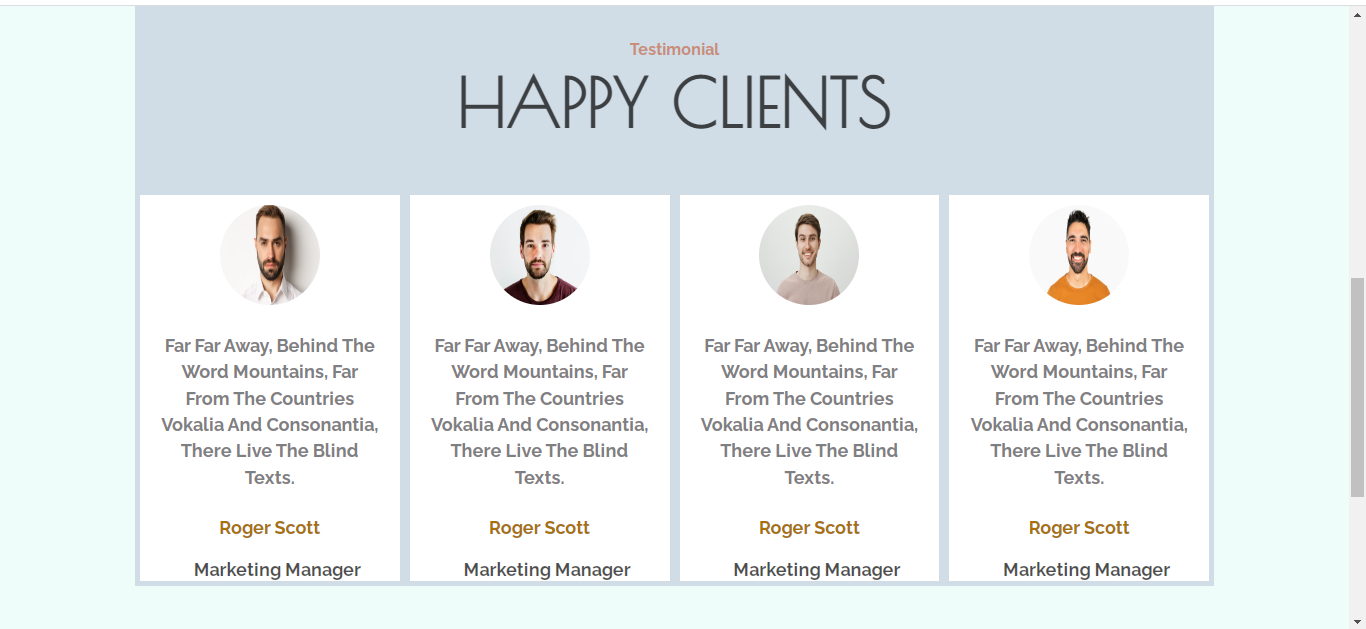 Testimonial
HAPPY CLIENTS
Far Far Away, Behind The
Word Mountains, Far
From The Countries
Vokalia And Consonantia,
There Live The Blind
Texts.
Roger Scott
Marketing Manager
Far Far Away, Behind The
Word Mountains, Far
From The Countries
Vokalia And Consonantia,
There Live The Blind
Texts.
Roger Scott
Marketing Manager
Far Far Away, Behind The
Word Mountains, Far
From The Countries
Vokalia And Consonantia,
There Live The Blind
Texts.
Roger Scott
Marketing Manager
Far Far Away, Behind The
Word Mountains, Far
From The Countries
Vokalia And Consonantia,
There Live The Blind
Texts.
Roger Scott
Marketing Manager